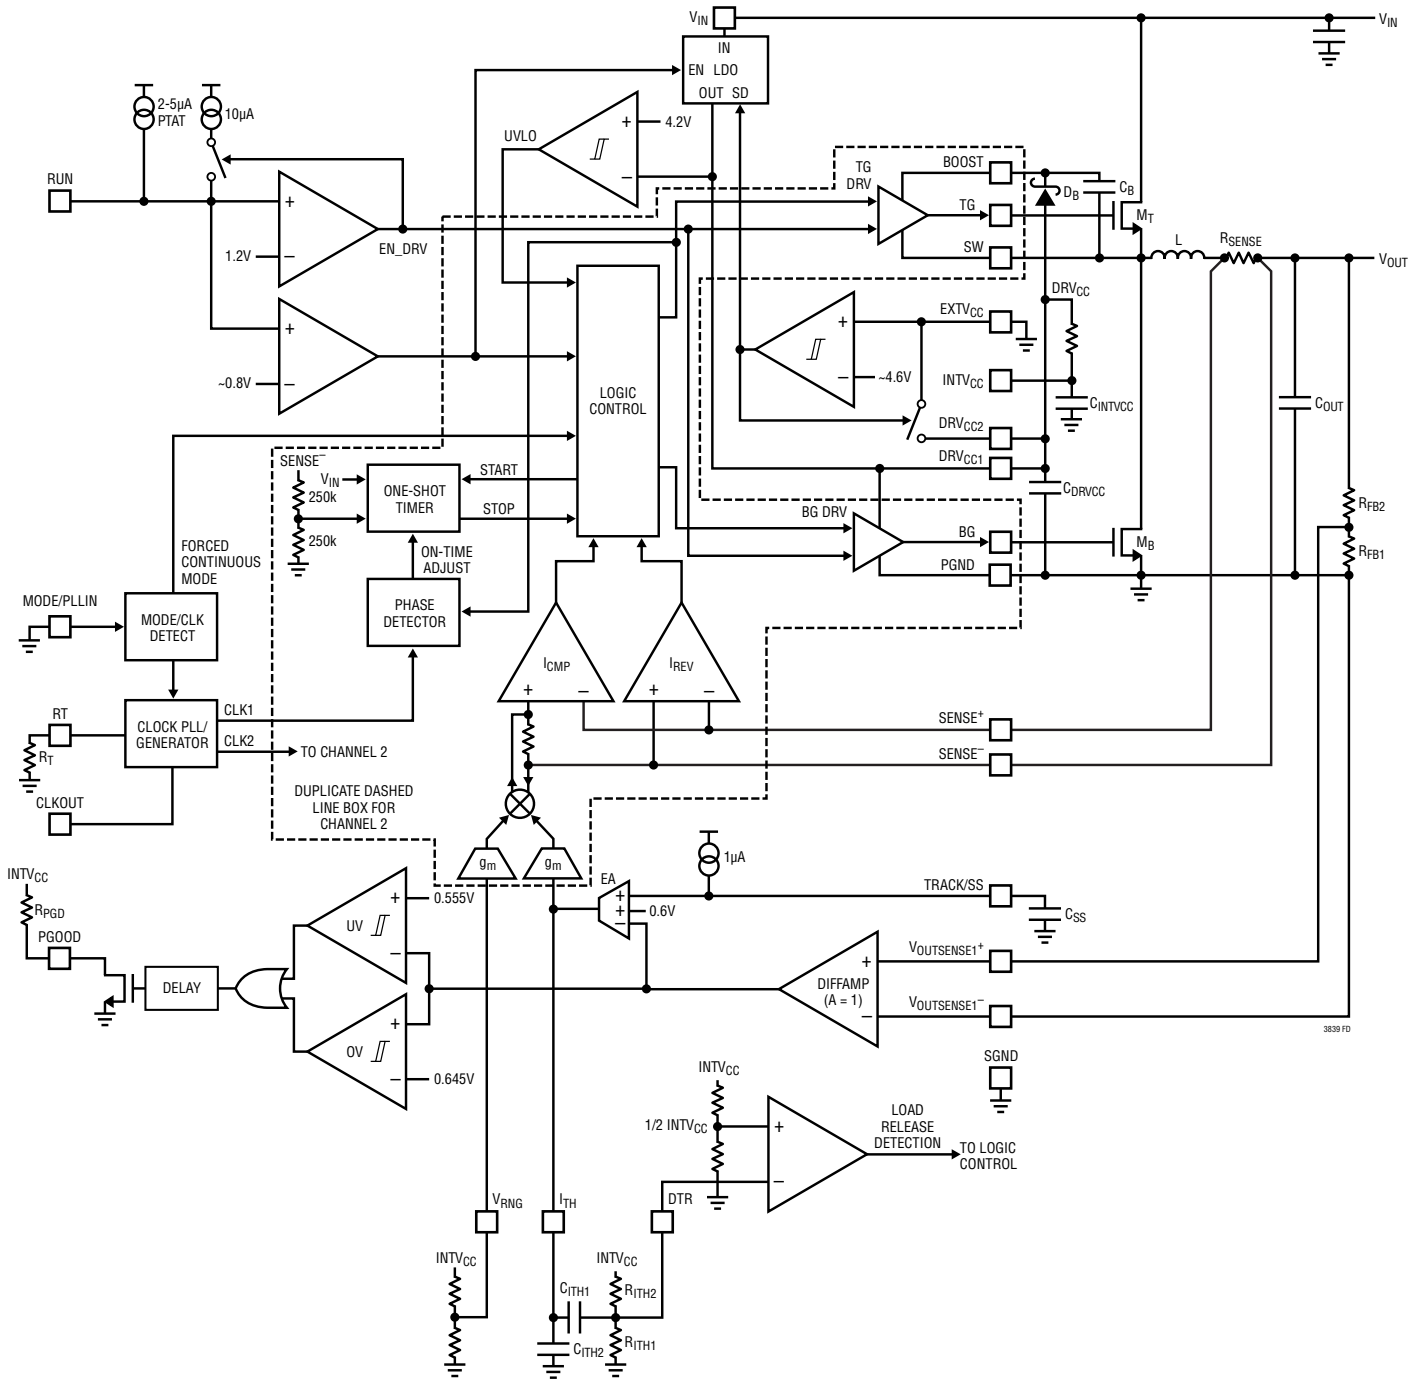 VIN
VIN
IN
EN LDO
OUT SD
2-5µA
PTAT
10µA
UVLO
+
4.2V
–
RUN
+
1.2V
–
EN_DRV
+
~0.8V
–
TG
DRV
BOOST
TG
SW
DB
CB
MT
L
RSENSE
VOUT
DRVCC
EXTVCC
+
–
~4.6V
INTVCC
CINTVCC
COUT
DRVCC2
DRVCC1
CDRVCC
LOGIC
CONTROL
SENSE–
VIN
250k
250k
ONE-SHOT
TIMER
START
STOP
BG DRV
BG
PGND
MB
RFB2
RFB1
FORCED
CONTINUOUS
MODE
ON-TIME
ADJUST
MODE/PLLIN
MODE/CLK
DETECT
PHASE
DETECTOR
ICMP
+
–
IREV
+
–
RT
RT
CLOCK PLL/
GENERATOR
CLK1
CLK2
TO CHANNEL 2
CLKOUT
SENSE+
SENSE–
DUPLICATE DASHED
LINE BOX FOR
CHANNEL 2
gm
gm
EA
+
+
–
0.6V
1µA
TRACK/SS
CSS
INTVCC
RPGD
PGOOD
DELAY
UV
+
–
0.555V
OV
+
–
0.645V
DIFFAMP
(A = 1)
+
–
VOUTSENSE1+
VOUTSENSE1–
3839 FD
SGND
INTVCC
1/2 INTVCC
+
–
LOAD
RELEASE
DETECTION
TO LOGIC
CONTROL
VRNG
ITH
DTR
INTVCC
INTVCC
CITH1
RITH2
CITH2
RITH1